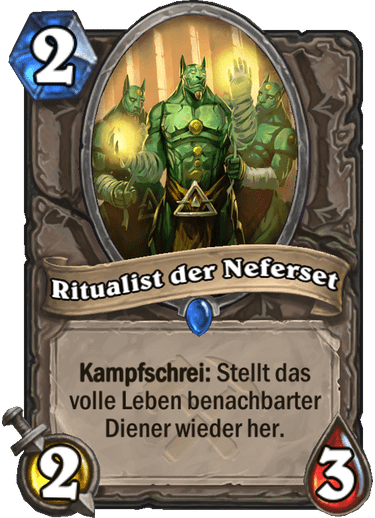 2
Ritualist der Neferset
Kampfschrei: Stellt das
volle Leben benachbarter
Diener wieder her.
2
3